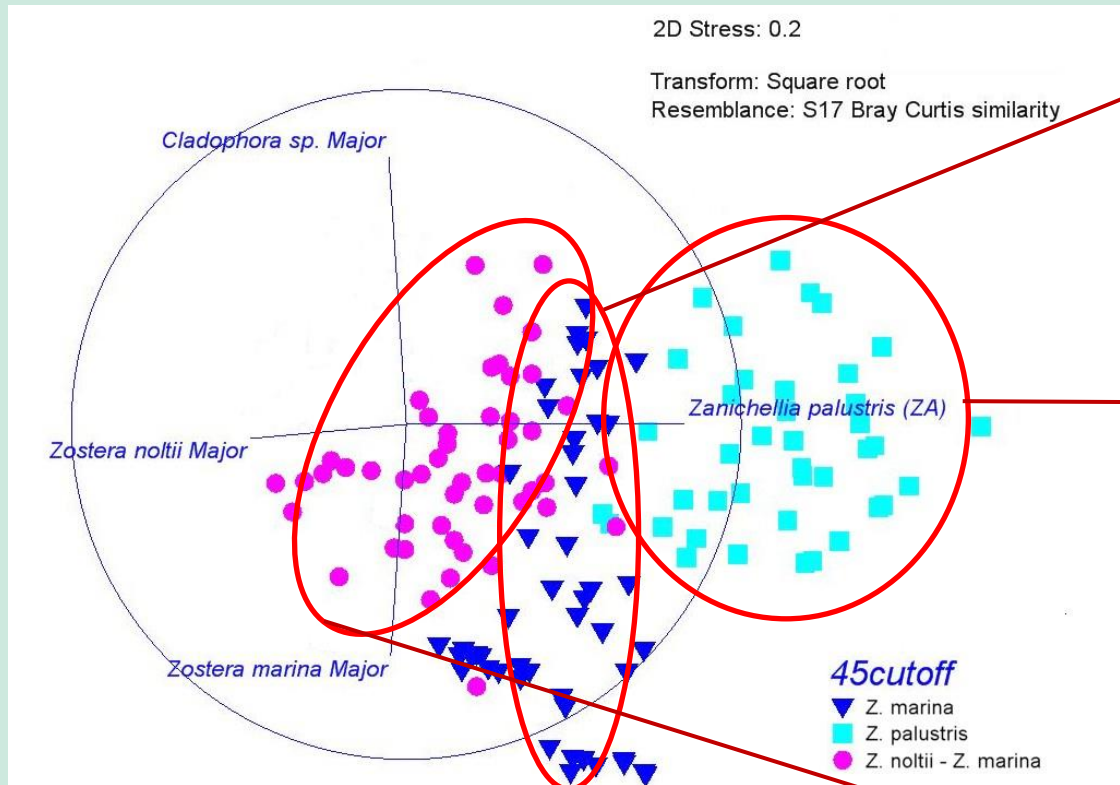 2D Stress: 0.2
Transform: Square root
Resemblance: S17 Bray Curtis similarity
Cladophora sp. Major
Zanichellia palustris (ZA)
Zostera noltii Major
Zostera marina Major
45cutoff
Z. marina
Z. palustris
Z. noltii - Z. marina